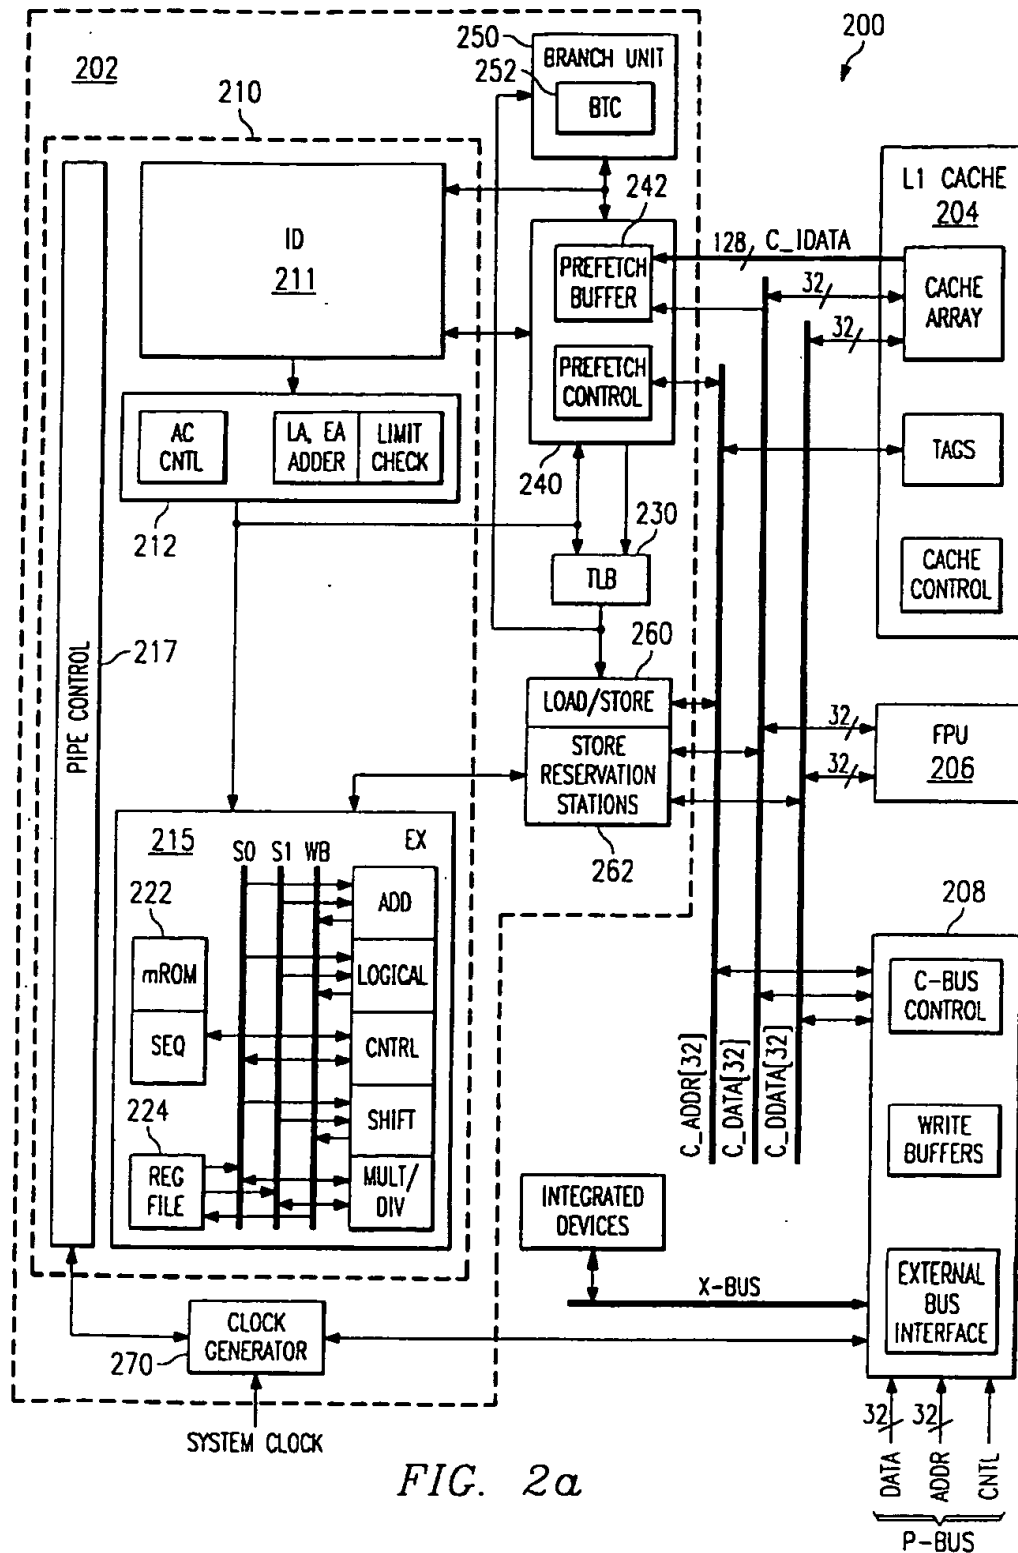 200
202
250
BRANCH UNIT
252
BTC
210
ID
211
242
PREFETCH
BUFFER
PREFETCH
CONTROL
240
128
C_IDATA
32
32
L1 CACHE
204
CACHE
ARRAY
TAGS
CACHE
CONTROL
AC
CNTL
LA, EA
ADDER
LIMIT
CHECK
212
230
TLB
PIPE CONTROL
217
260
LOAD/STORE
STORE
RESERVATION
STATIONS
262
32
32
FPU
206
215
EX
S0
S1
WB
222
mROM
SEQ
224
REG
FILE
ADD
LOGICAL
CNTRL
SHIFT
MULT/
DIV
C_ADDR[32]
C_DATA[32]
C_DDATA[32]
208
C-BUS
CONTROL
WRITE
BUFFERS
EXTERNAL
BUS
INTERFACE
INTEGRATED
DEVICES
X-BUS
CLOCK
GENERATOR
270
SYSTEM CLOCK
32
32
DATA
ADDR
CNTL
P-BUS
FIG. 2a